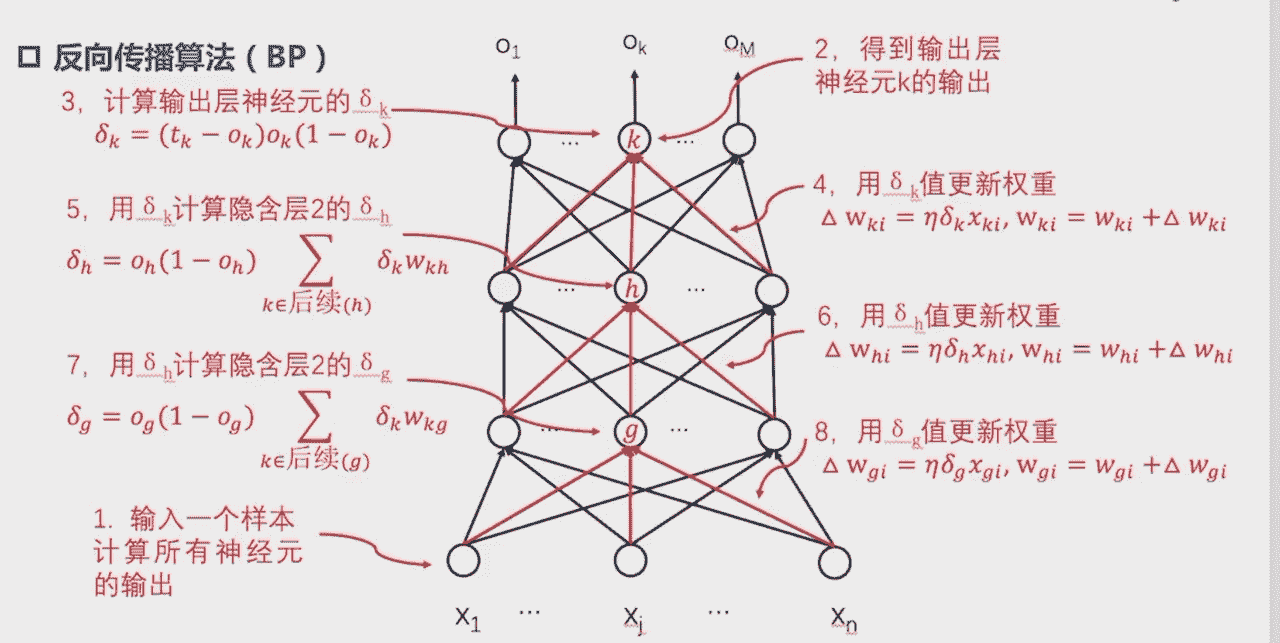 反向传播算法（BP）
o1 ok oM
2，得到输出层
神经元k的输出
3，计算输出层神经元的δk
δk = (tk − ok)ok(1 − ok)
k
...
...
4，用δk值更新权重
△wki = ηδkxki, wki = wki +△wki
5，用δk计算隐含层2的δh
δh = oh(1 − oh) ∑ δkwkh
k∈后续(h)
... h ...
6，用δh值更新权重
△whi = ηδhxhi, whi = whi +△whi
7，用δh计算隐含层2的δg
δg = og(1 − og) ∑ δkwkg
k∈后续(g)
... g ...
8，用δg值更新权重
△wgi = ηδgxgi, wgi = wgi +△wgi
1. 输入一个样本
计算所有神经元
的输出
x1 ... xj ... xn